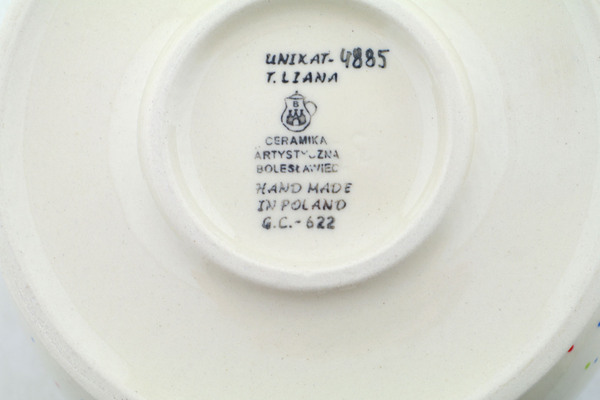 UNIKAT-4885
T. LIANA
B
CERAMIKA
ARTYSTYCZNA
BOLESŁAWIEC
HAND MADE
IN POLAND
G.C.-622